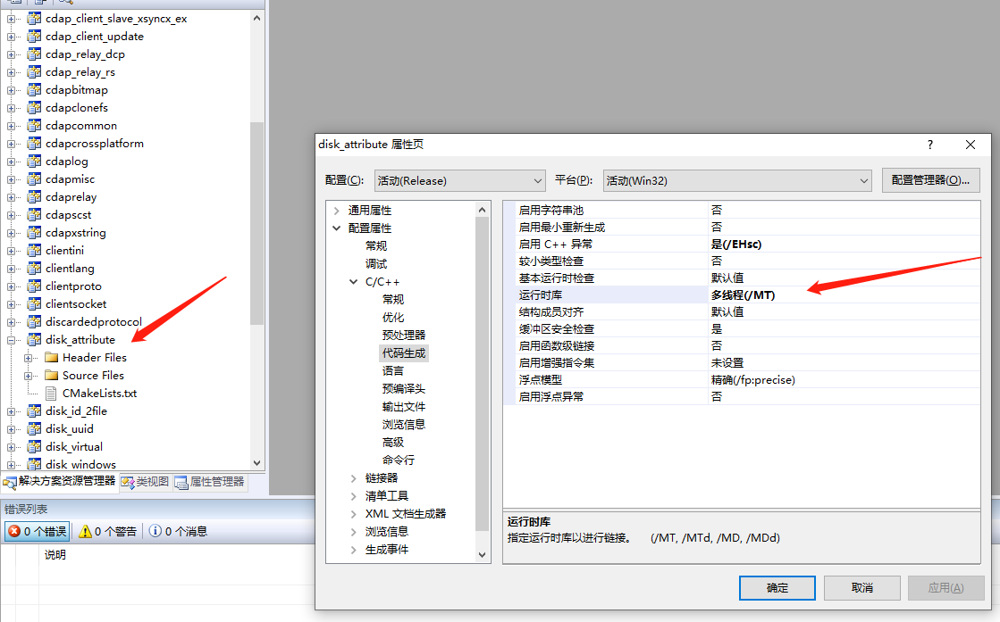 cdap_client_slave_xsyncx_ex
cdap_client_update
cdap_relay_dcp
cdap_relay_rs
cdapbitmap
cdapclonefs
cdapcommon
cdapcrossplatform
cdaplog
cdapmisc
cdaprelay
cdapscst
cdapxstring
clientini
clientlang
clientproto
clientsocket
discardedprotocol
disk_attribute
Header Files
Source Files
CMakeLists.txt
disk_id_2file
disk_uuid
disk_virtual
disk_windows
解决方案资源管理器 类视图 属性管理器
错误列表
0 个错误 0 个警告 0 个消息
说明
disk_attribute 属性页 ?
配置(C): 活动(Release) 平台(P): 活动(Win32) 配置管理器(O)...
通用属性
配置属性
常规
调试
C/C++
常规
优化
预处理器
代码生成
语言
预编译头
输出文件
浏览信息
高级
命令行
链接器
清单工具
XML 文档生成器
浏览信息
生成事件
启用字符串池 否
启用最小重新生成 否
启用 C++ 异常 是(/EHsc)
较小类型检查 否
基本运行时检查 默认值
运行时库 多线程(/MT)
结构成员对齐 默认值
缓冲区安全检查 是
启用函数级链接 否
启用增强指令集 未设置
浮点模型 精确(/fp:precise)
启用浮点异常 否
运行时库
指定运行时库以进行链接。 (/MT, /MTd, /MD, /MDd)
确定 取消 应用(A)